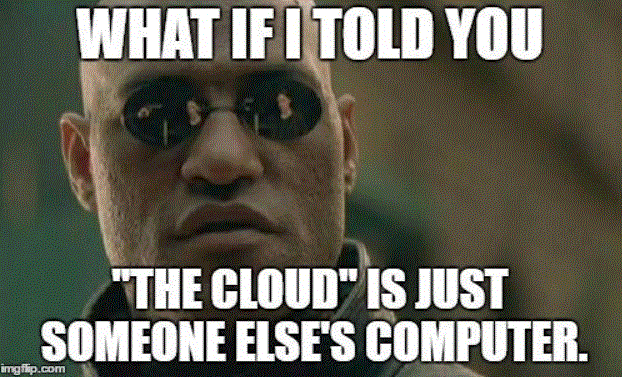 WHAT IF I TOLD YOU
"THE CLOUD" IS JUST
SOMEONE ELSE'S COMPUTER.
imgflip.com